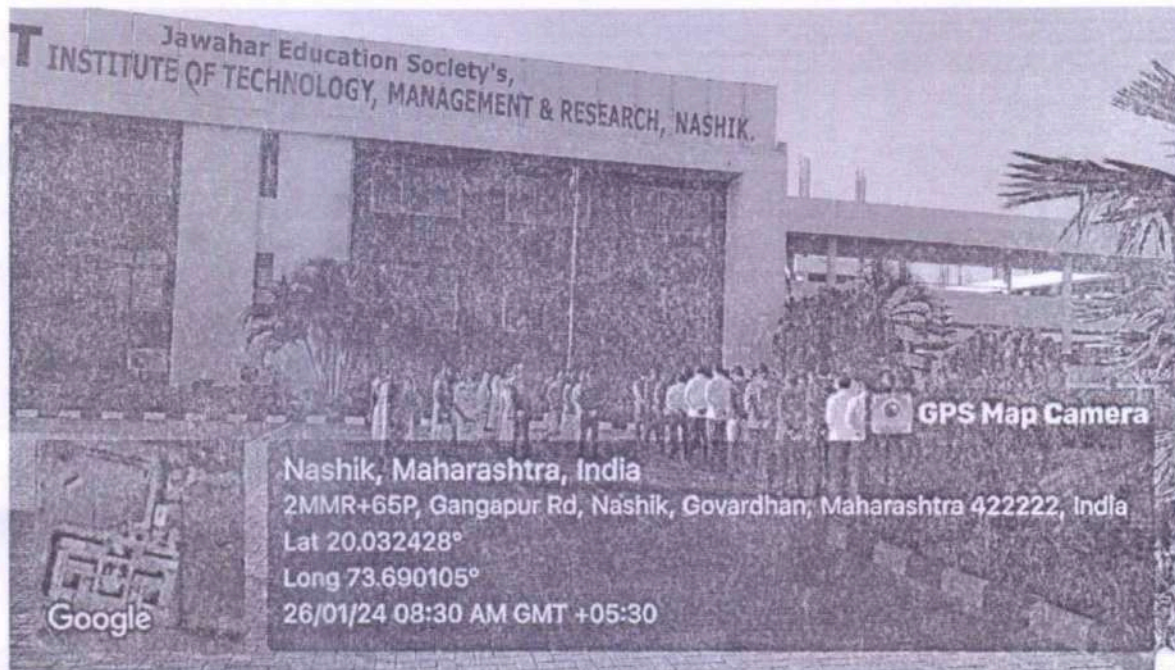 Jawahar Education Society's,
T INSTITUTE OF TECHNOLOGY, MANAGEMENT & RESEARCH, NASHIK.
GPS Map Camera
Nashik, Maharashtra, India
2MMR+65P, Gangapur Rd, Nashik, Govardhan, Maharashtra 422222, India
Lat 20.032428°
Long 73.690105°
26/01/24 08:30 AM GMT +05:30
Google